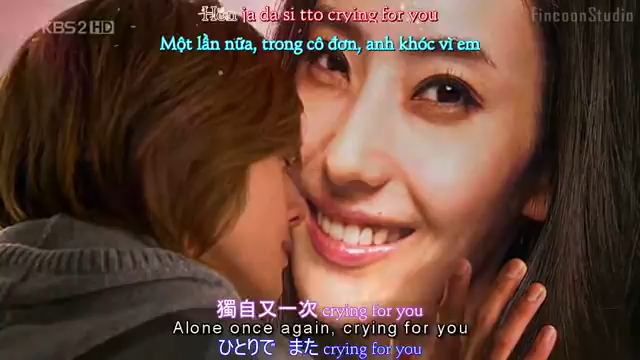 Hon ja da si tto crying for you
FincoonStudio
KBS2 HD
Một lần nữa, trong cô đơn, anh khóc vì em
獨自又一次 crying for you
Alone once again, crying for you
ひとりで また crying for you